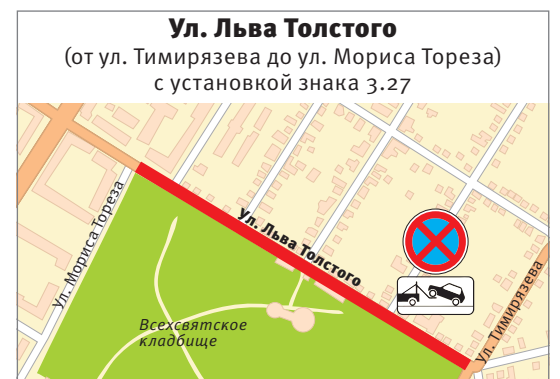 Ул. Льва Толстого
(от ул. Тимирязева до ул. Мориса Тореза)
с установкой знака 3.27
Ул. Мориса Тореза
Ул. Льва Толстого
Ул. Тимирязева
Всехсвятское
кладбище